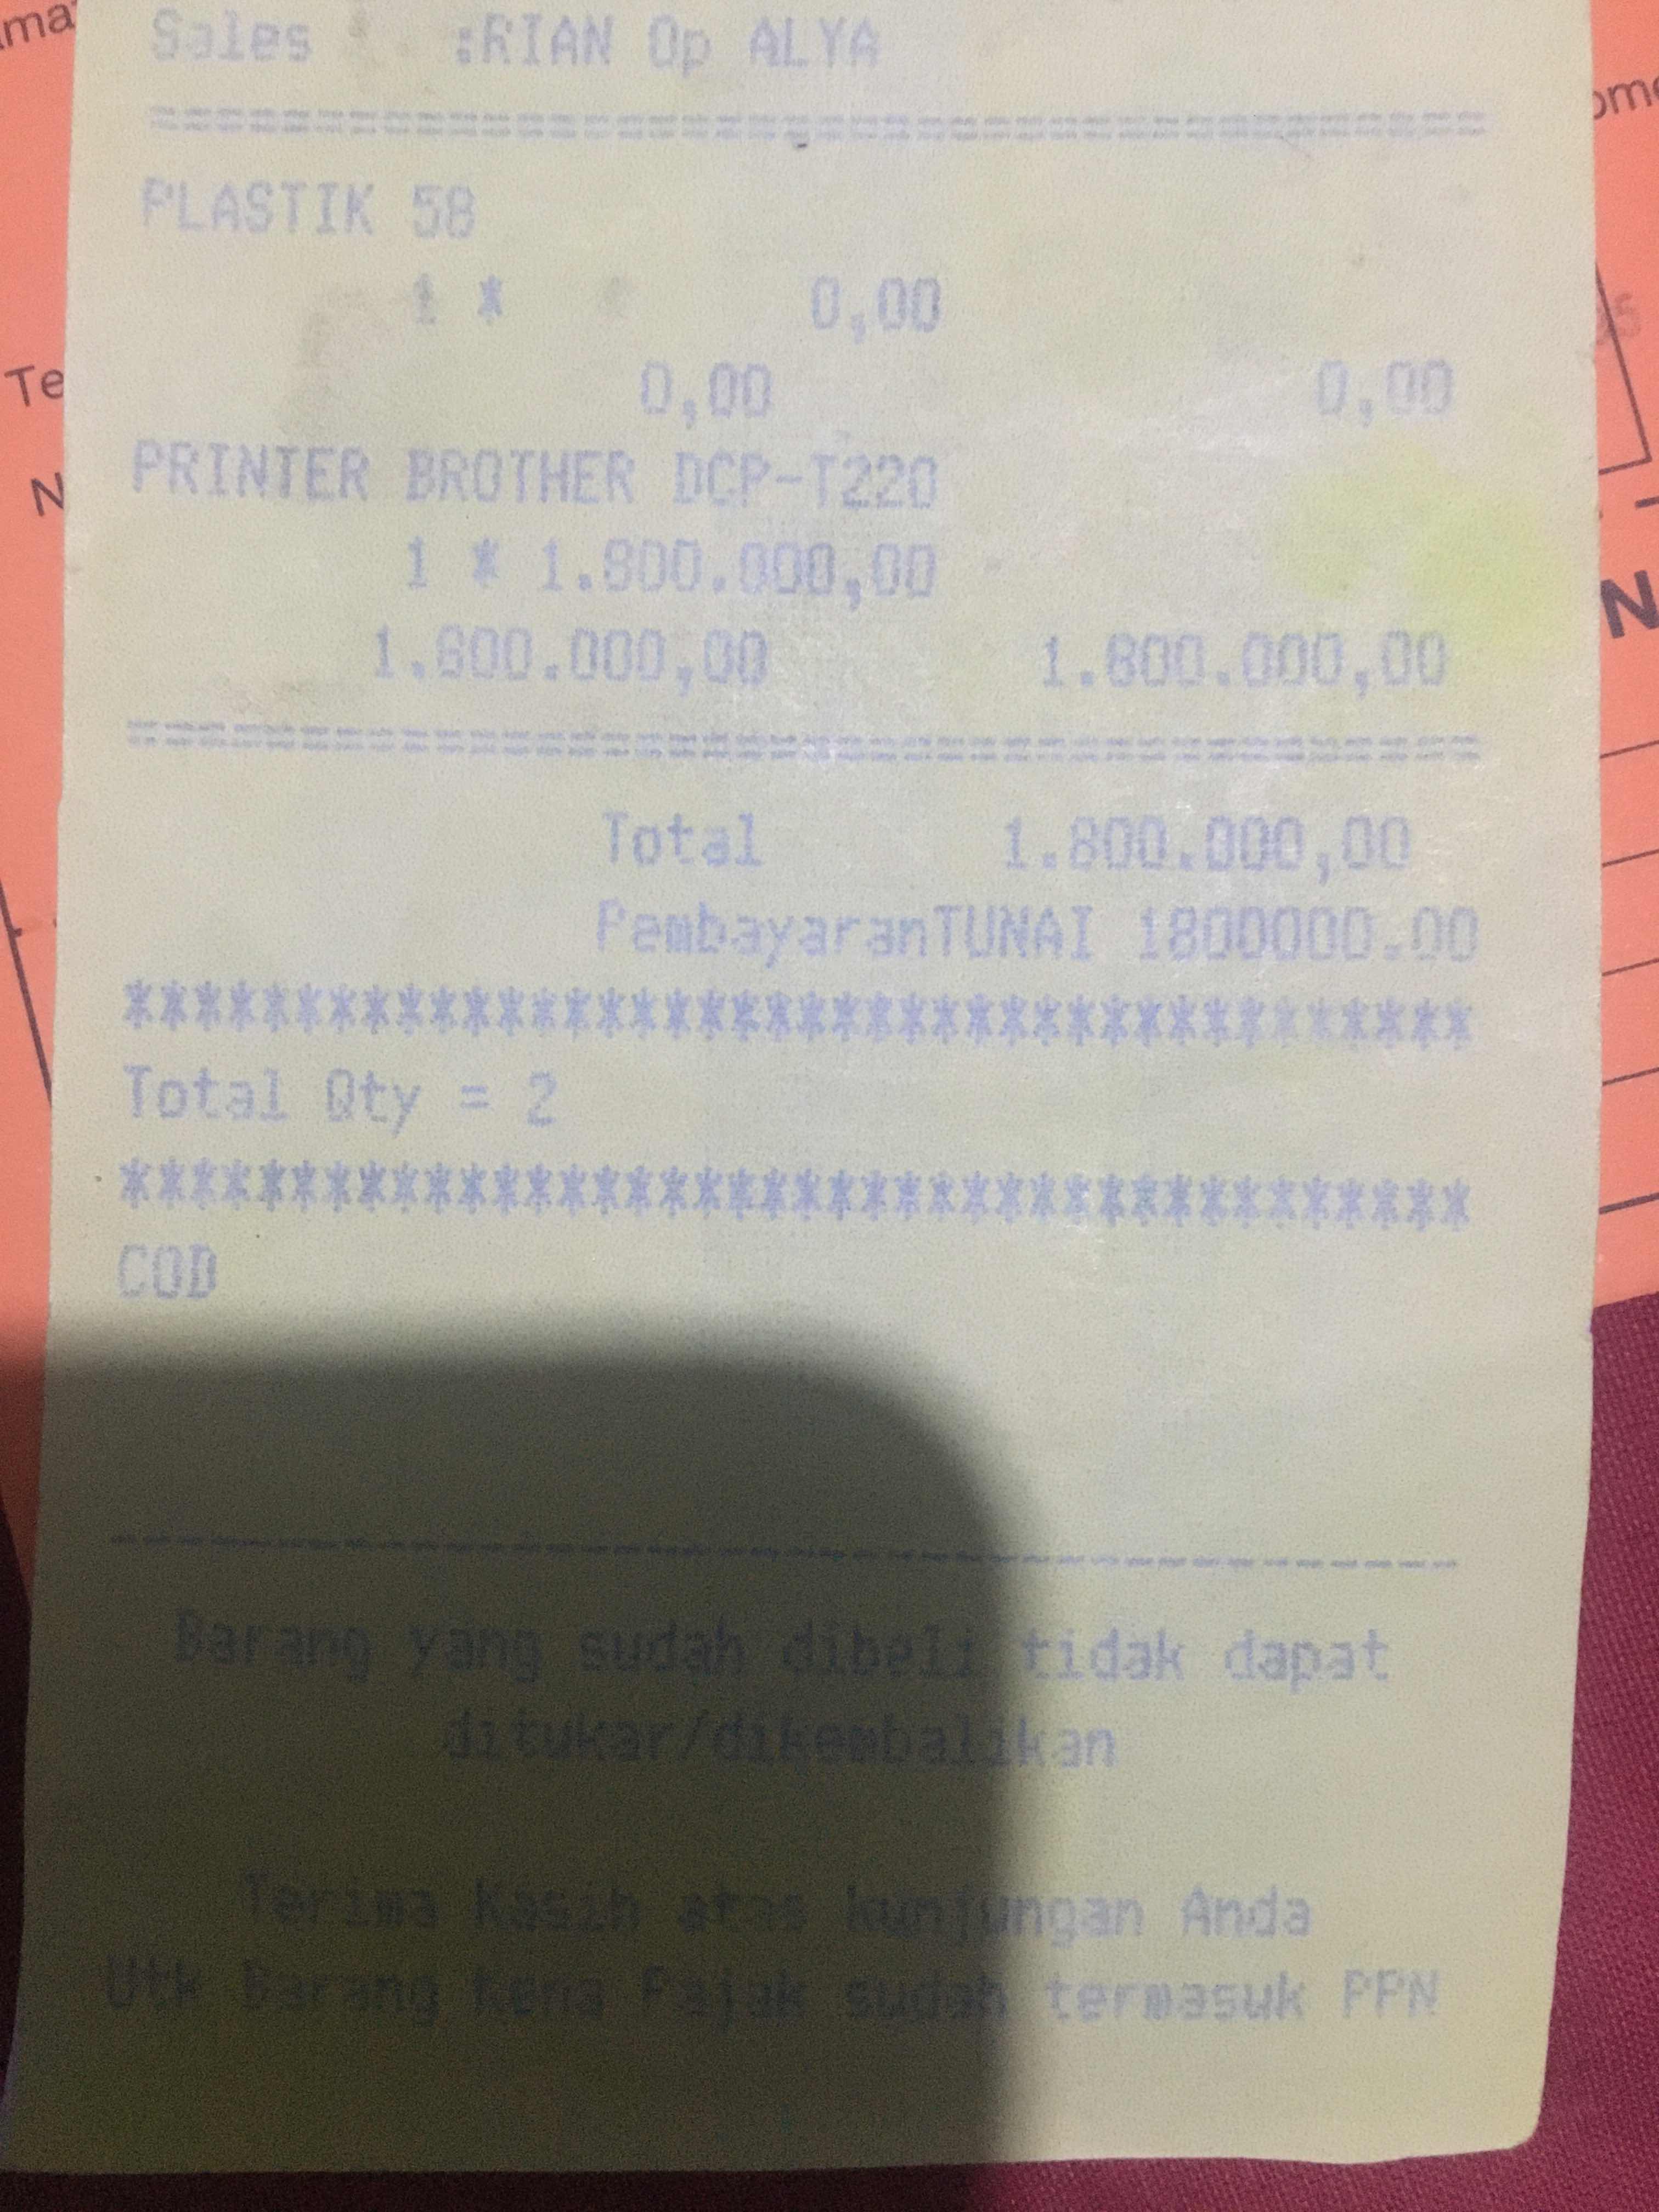 Sales :RIAN Op ALYA
========================================
PLASTIK 58
1 * 0,00
0,00 0,00
PRINTER BROTHER DCP-T220
1 * 1.800.000,00
1.800.000,00 1.800.000,00
========================================
Total 1.800.000,00
PembayaranTUNAI 1800000.00
****************************************
Total Qty = 2
****************************************
COD
----------------------------------------
Barang yang sudah dibeli tidak dapat
ditukar/dikembalikan
Terima Kasih atas kunjungan Anda
Utk Barang Kena Pajak sudah termasuk PPN